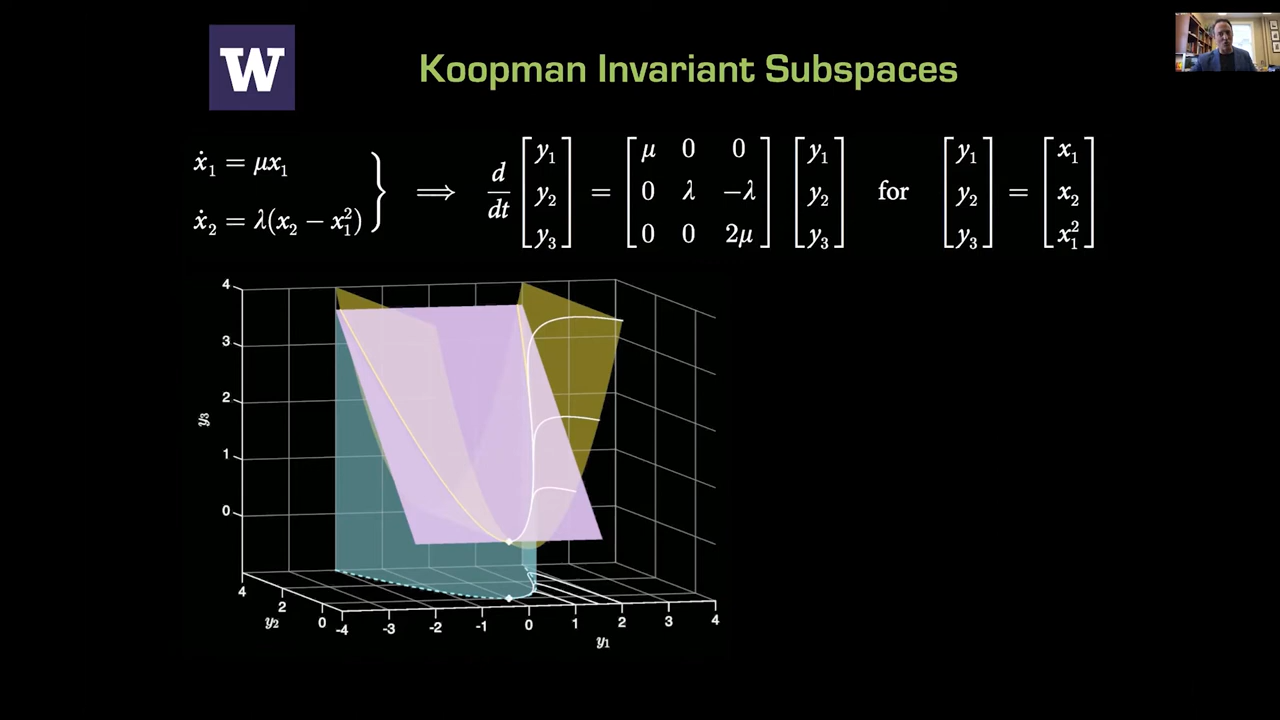 W
Koopman Invariant Subspaces
ẋ₁ = μx₁
ẋ₂ = λ(x₂ − x₁²)
} ⟹ d/dt [y₁ y₂ y₃] = [μ 0 0; 0 λ −λ; 0 0 2μ] [y₁ y₂ y₃] for [y₁ y₂ y₃] = [x₁ x₂ x₁²]
4
3
2
1
0
y₃
4
2
0
y₂
-4 -3 -2 -1 0 1 2 3 4
y₁